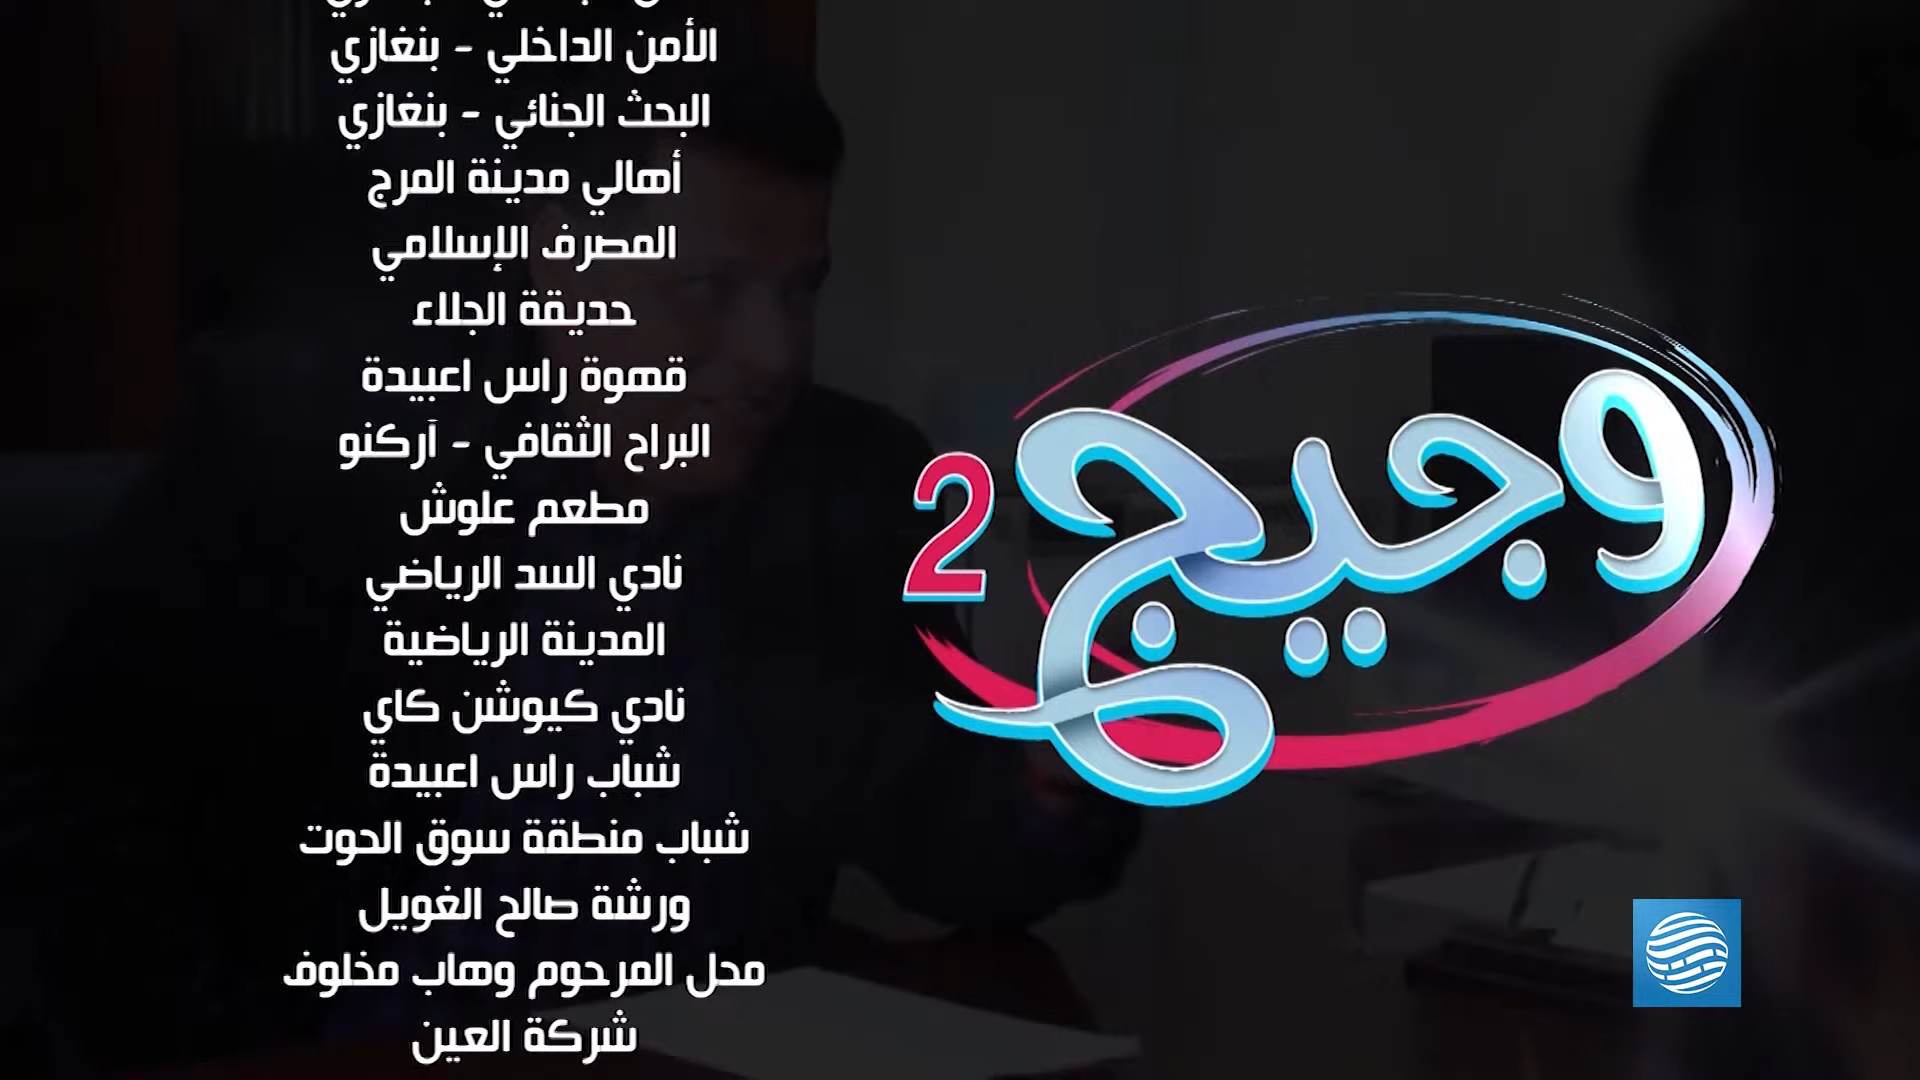 الأمن الداخلي - بنغازي
البحث الجنائي - بنغازي
أهالي مدينة المرج
المصرف الإسلامي
حديقة الجلاء
قهوة راس اعبيدة
البراح الثقافي - آركنو
مطعم علوش
نادي السد الرياضي
المدينة الرياضية
نادي كيوشن كاي
شباب راس اعبيدة
شباب منطقة سوق الحوت
ورشة صالح الغويل
محل المرحوم وهاب مخلوف
شركة العين
وجيج 2